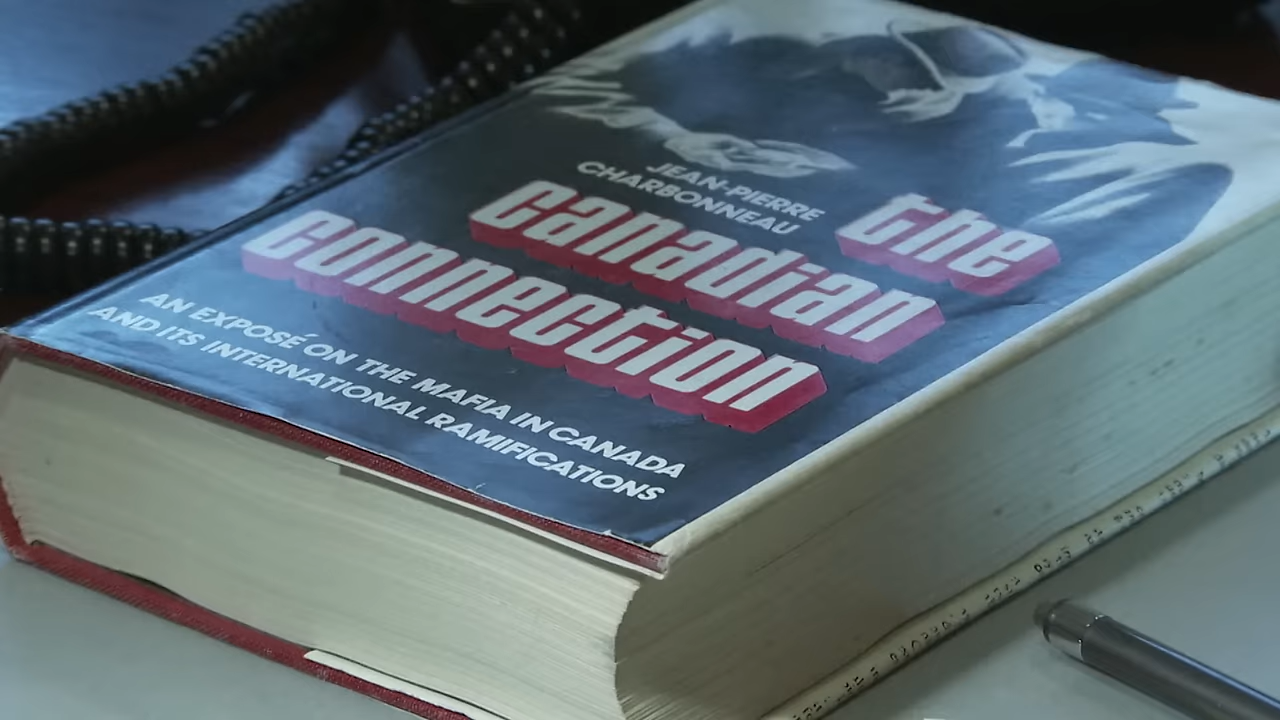 JEAN-PIERRE
CHARBONNEAU
the
canadian
connection
AN EXPOSÉ ON THE MAFIA IN CANADA
AND ITS INTERNATIONAL RAMIFICATIONS